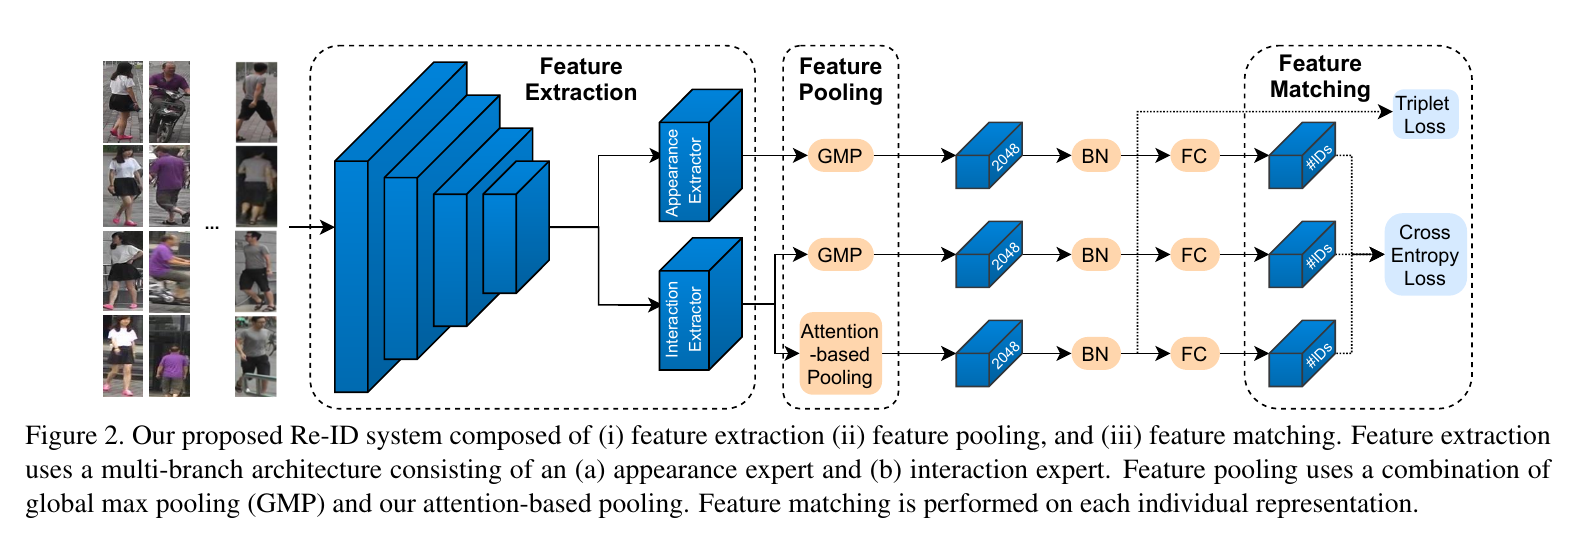 Feature
Extraction
Feature
Pooling
Feature
Matching
Appearance
Extractor
Interaction
Extractor
GMP
GMP
Attention
-based
Pooling
2048
2048
2048
BN
BN
BN
FC
FC
FC
#IDs
#IDs
#IDs
Triplet
Loss
Cross
Entropy
Loss
...
Figure 2. Our proposed Re-ID system composed of (i) feature extraction (ii) feature pooling, and (iii) feature matching. Feature extraction
uses a multi-branch architecture consisting of an (a) appearance expert and (b) interaction expert. Feature pooling uses a combination of
global max pooling (GMP) and our attention-based pooling. Feature matching is performed on each individual representation.